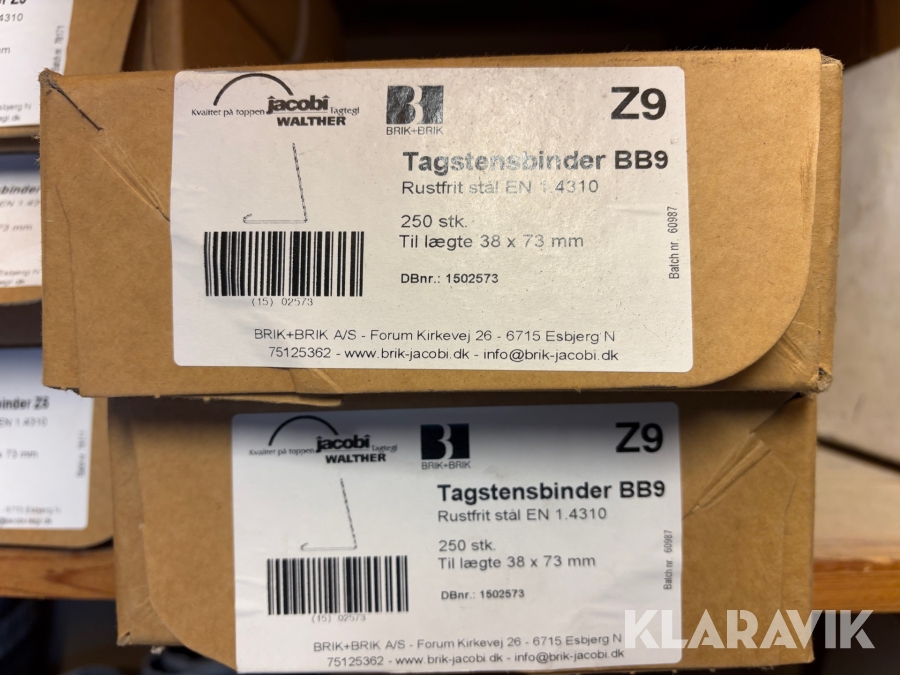 4310
Kvalitet på toppen
jacobi
Tagtegl
WALTHER
BRIK+BRIK
Z9
Tagstensbinder BB9
Rustfrit stål EN 1.4310
250 stk.
Til lægte 38 x 73 mm
DBnr.: 1502573
Batch nr. 60987
(15) 02573
BRIK+BRIK A/S - Forum Kirkevej 26 - 6715 Esbjerg N
75125362 - www.brik-jacobi.dk - info@brik-jacobi.dk
Kvalitet på toppen
jacobi
Tagtegl
WALTHER
BRIK+BRIK
Z9
Tagstensbinder BB9
Rustfrit stål EN 1.4310
250 stk.
Til lægte 38 x 73 mm
DBnr.: 1502573
Batch nr. 60987
(15) 02573
BRIK+BRIK A/S - Forum Kirkevej 26 - 6715 Esbjerg N
75125362 - www.brik-jacobi.dk - info@brik-jacobi.dk
73 mm
KLARAVIK